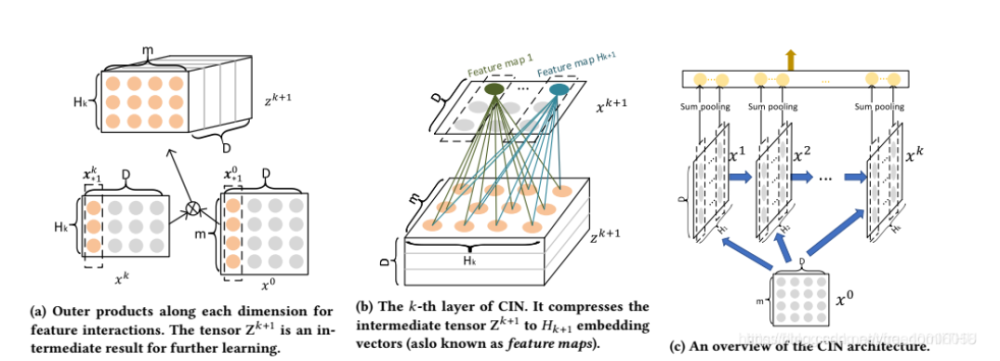 m
H_k
z^{k+1}
D
x^k_{*,1}
D
x^0_{*,1}
D
H_k
m
x^k
x^0
(a) Outer products along each dimension for
feature interactions. The tensor Z^{k+1} is an in-
termediate result for further learning.
Feature map 1
Feature map H_{k+1}
D
...
x^{k+1}
m
H_k
D
z^{k+1}
(b) The k-th layer of CIN. It compresses the
intermediate tensor Z^{k+1} to H_{k+1} embedding
vectors (aslo known as feature maps).
...
Sum pooling
Sum pooling
Sum pooling
x^1
x^2
x^k
D
H_1
H_2
H_k
...
D
m
x^0
(c) An overview of the CIN architecture.